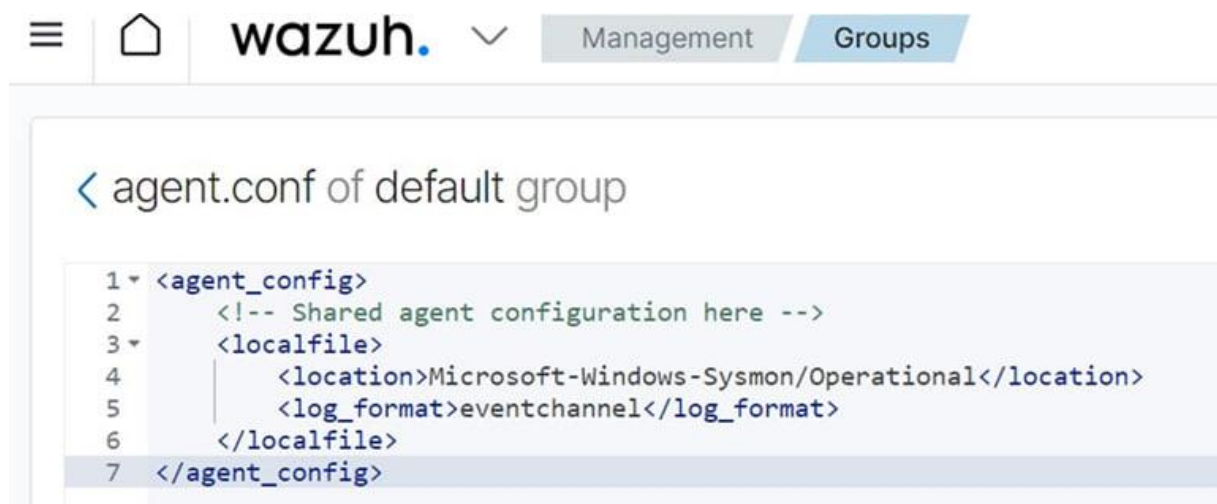 wazuh. Management Groups
agent.conf of default group
1 <agent_config>
2 <!-- Shared agent configuration here -->
3 <localfile>
4 <location>Microsoft-Windows-Sysmon/Operational</location>
5 <log_format>eventchannel</log_format>
6 </localfile>
7 </agent_config>